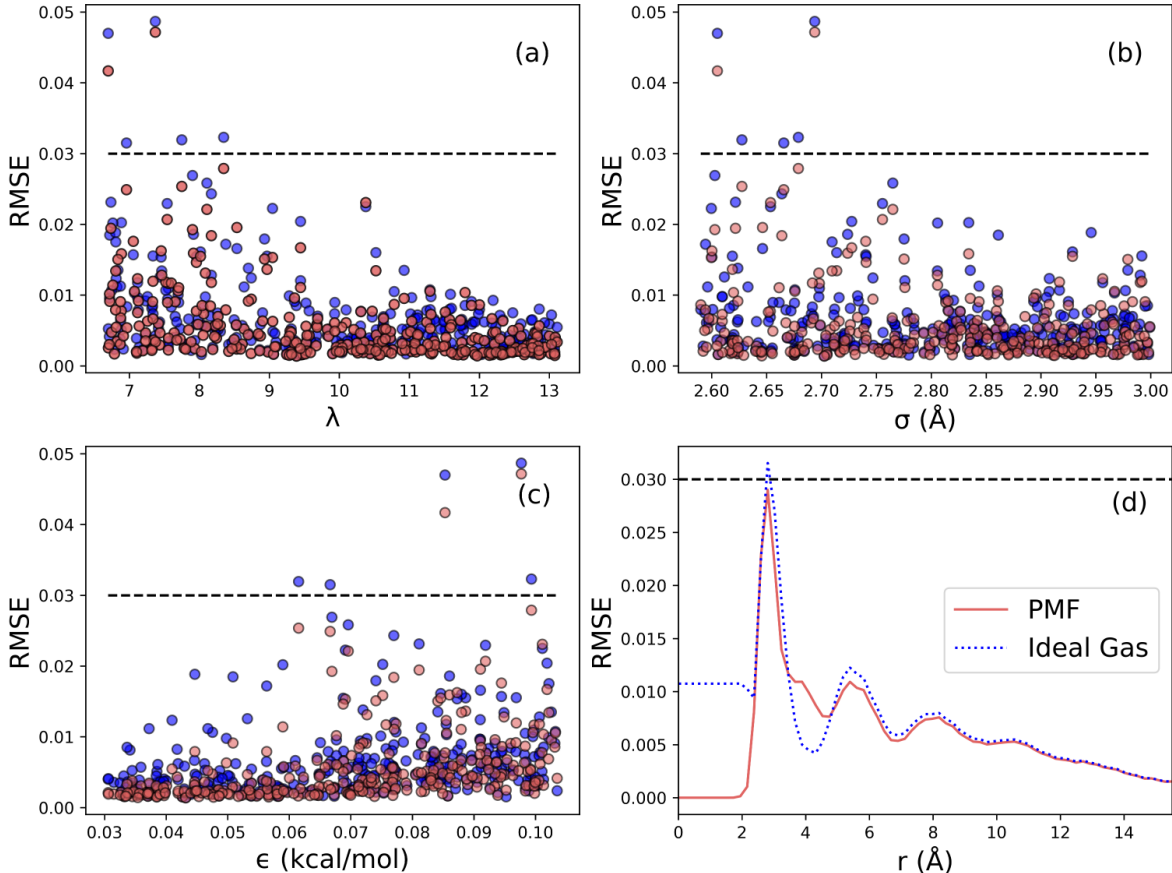 0.05
0.04
0.03
0.02
0.01
0.00
RMSE
(a)
7 8 9 10 11 12 13
λ
0.05
0.04
0.03
0.02
0.01
0.00
RMSE
(b)
2.60 2.65 2.70 2.75 2.80 2.85 2.90 2.95 3.00
σ (Å)
0.05
0.04
0.03
0.02
0.01
0.00
RMSE
(c)
0.03 0.04 0.05 0.06 0.07 0.08 0.09 0.10
ϵ (kcal/mol)
0.030
0.025
0.020
0.015
0.010
0.005
0.000
RMSE
(d)
PMF
Ideal Gas
0 2 4 6 8 10 12 14
r (Å)